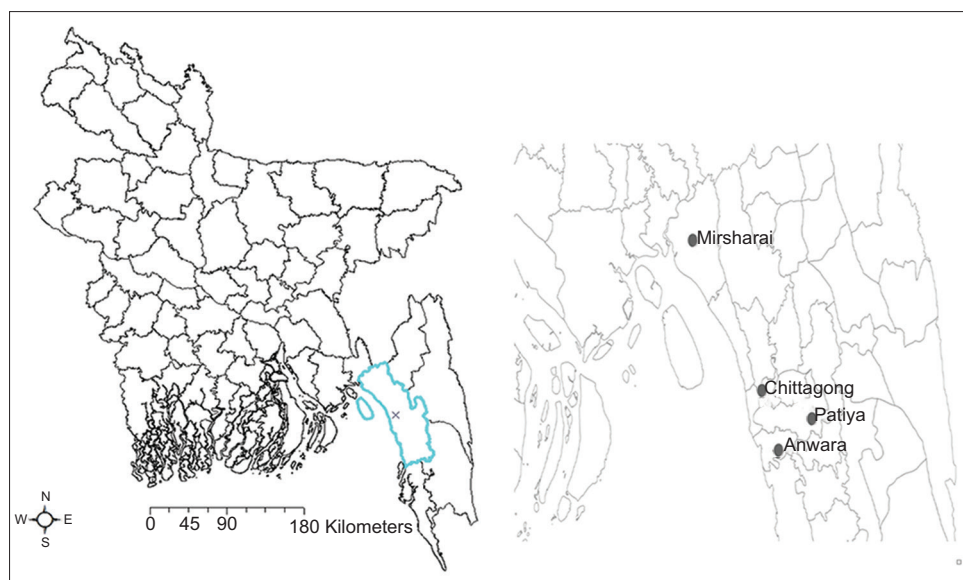 Mirsharai
Chittagong
Patiya
Anwara
N
W E
S
0 45 90 180 Kilometers